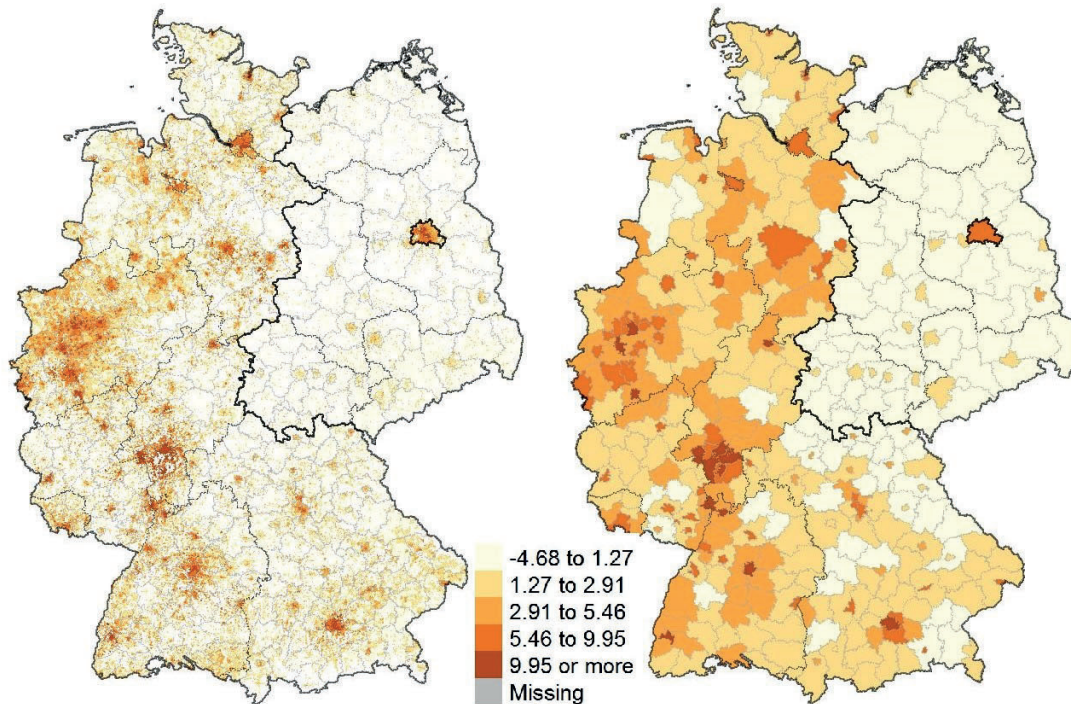 -4.68 to 1.27
1.27 to 2.91
2.91 to 5.46
5.46 to 9.95
9.95 or more
Missing